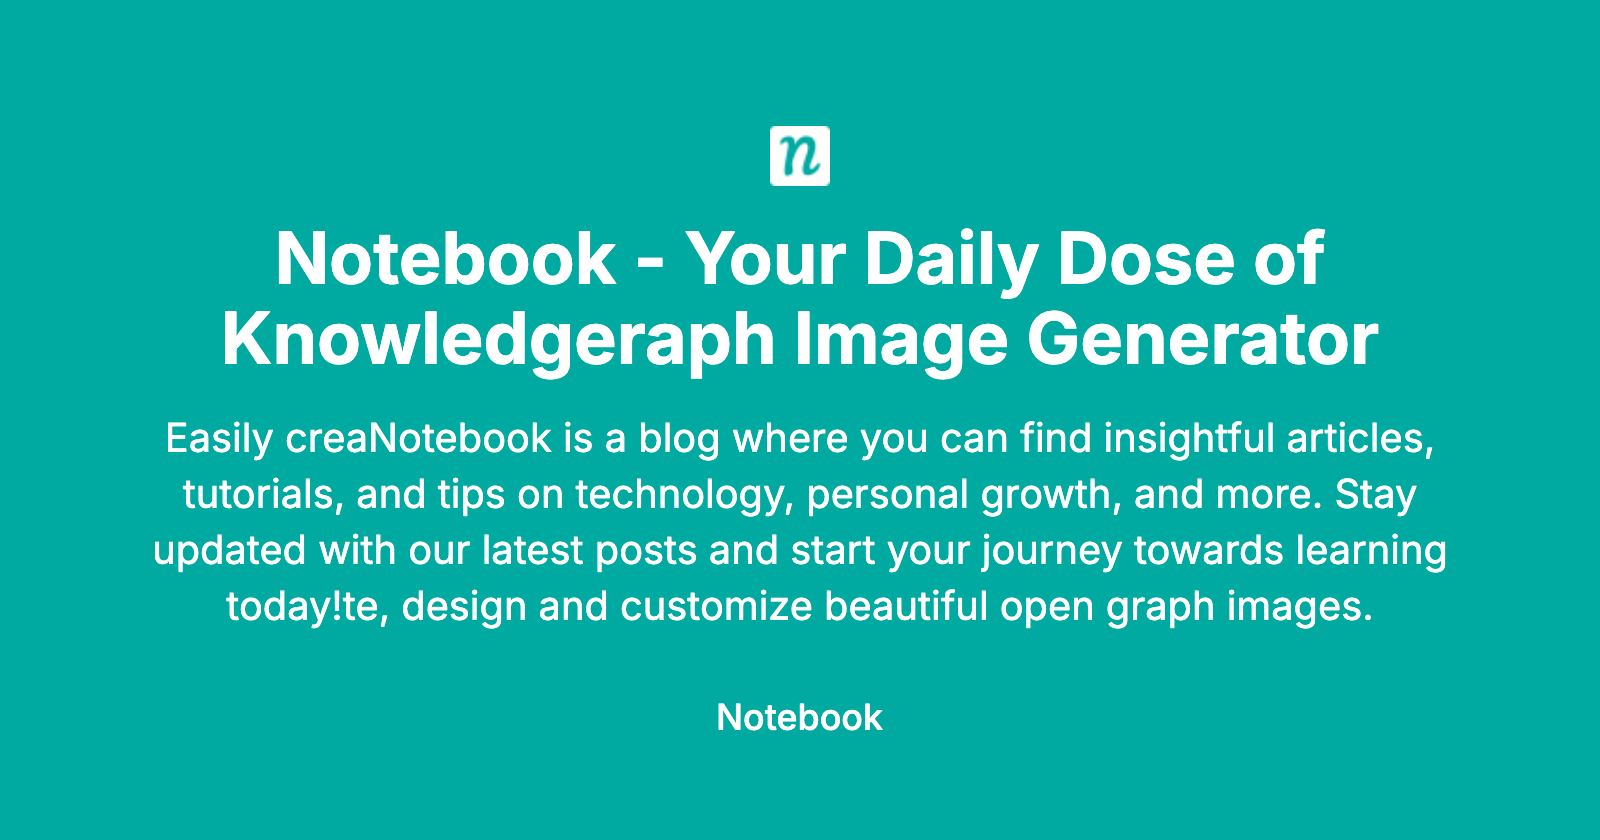 n
Notebook - Your Daily Dose of
Knowledgeraph Image Generator
Easily creaNotebook is a blog where you can find insightful articles,
tutorials, and tips on technology, personal growth, and more. Stay
updated with our latest posts and start your journey towards learning
today!te, design and customize beautiful open graph images.
Notebook